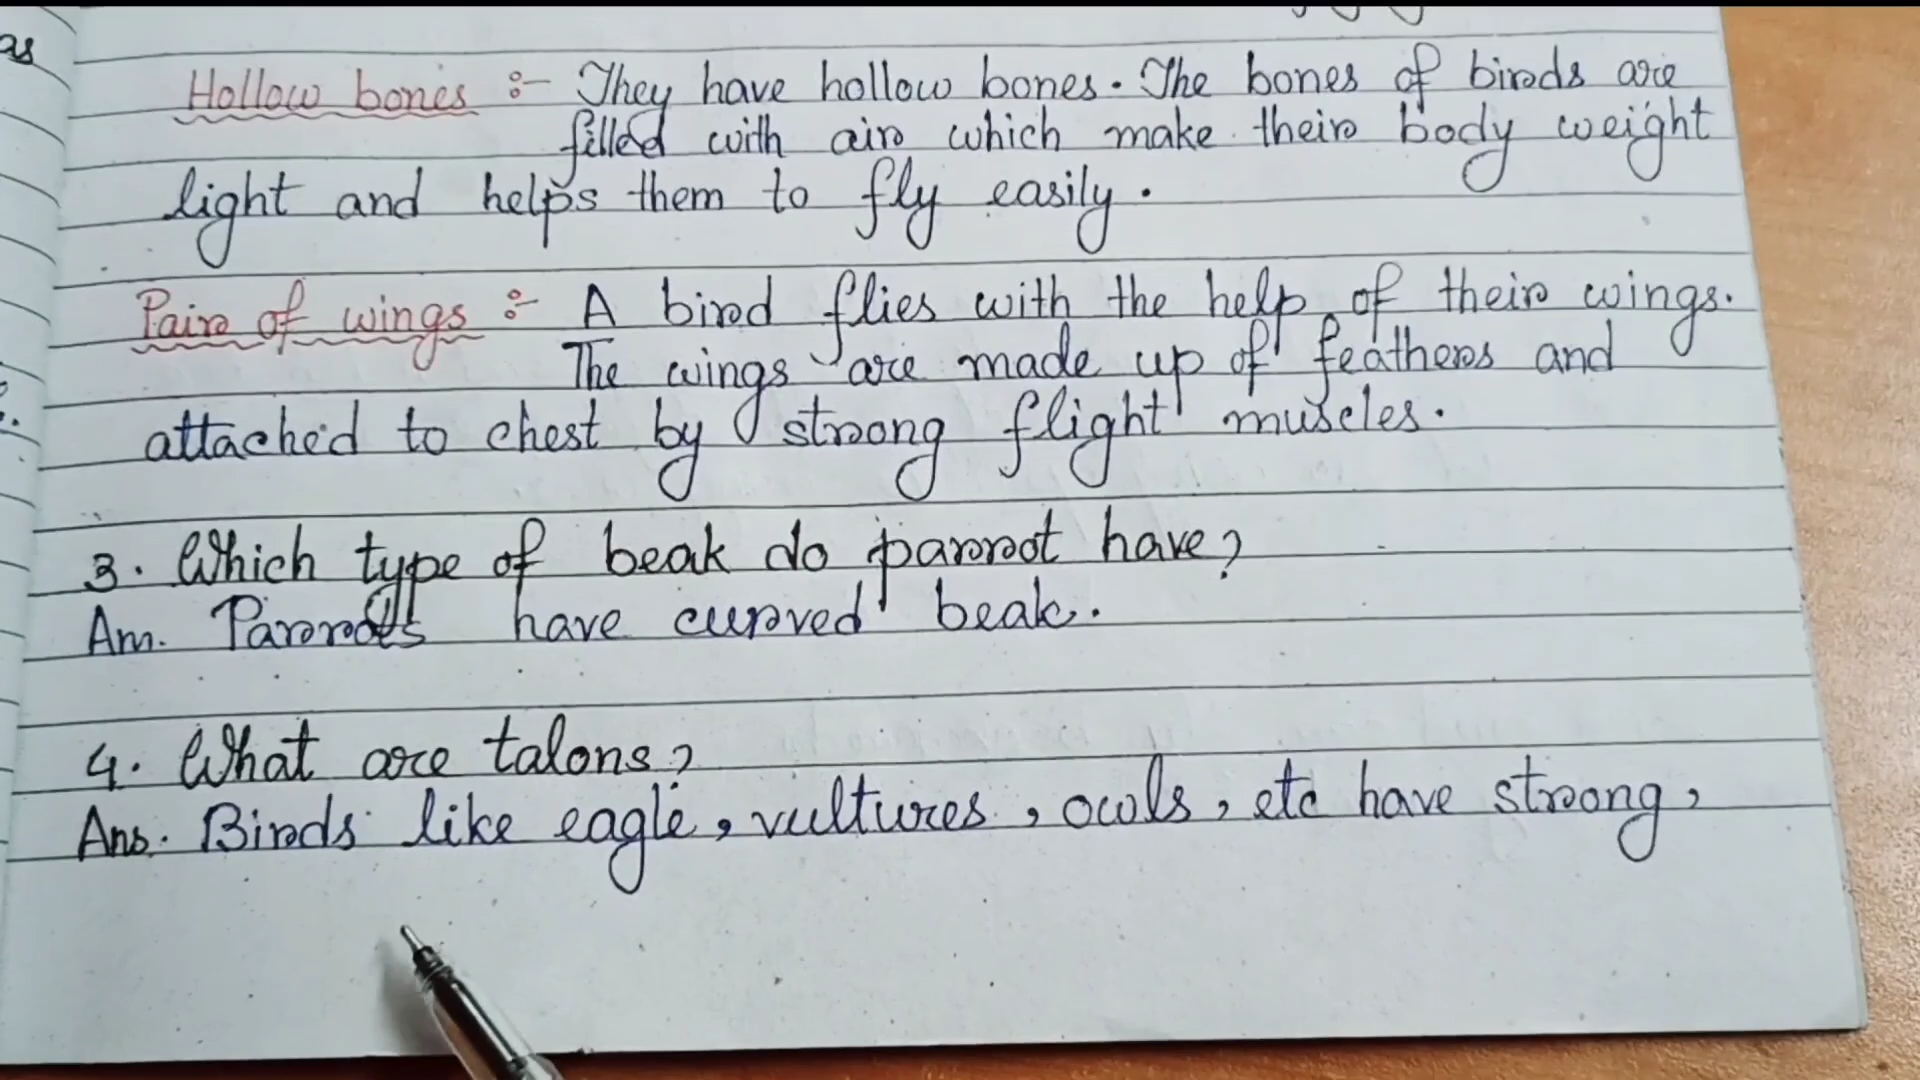 as
Hollow bones :- They have hollow bones. The bones of birds are
filled with air which make their body weight
light and helps them to fly easily.
Pair of wings :- A bird flies with the help of their wings.
The wings are made up of feathers and
attached to chest by strong flight muscles.
3. Which type of beak do parrot have?
Ans. Parrots have curved beak.
4. What are talons?
Ans. Birds like eagle, vultures, owls, etc have strong,